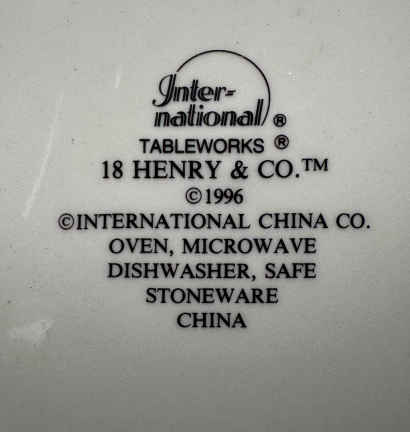 Inter-
national®
TABLEWORKS ®
18 HENRY & CO.™
©1996
©INTERNATIONAL CHINA CO.
OVEN, MICROWAVE
DISHWASHER, SAFE
STONEWARE
CHINA